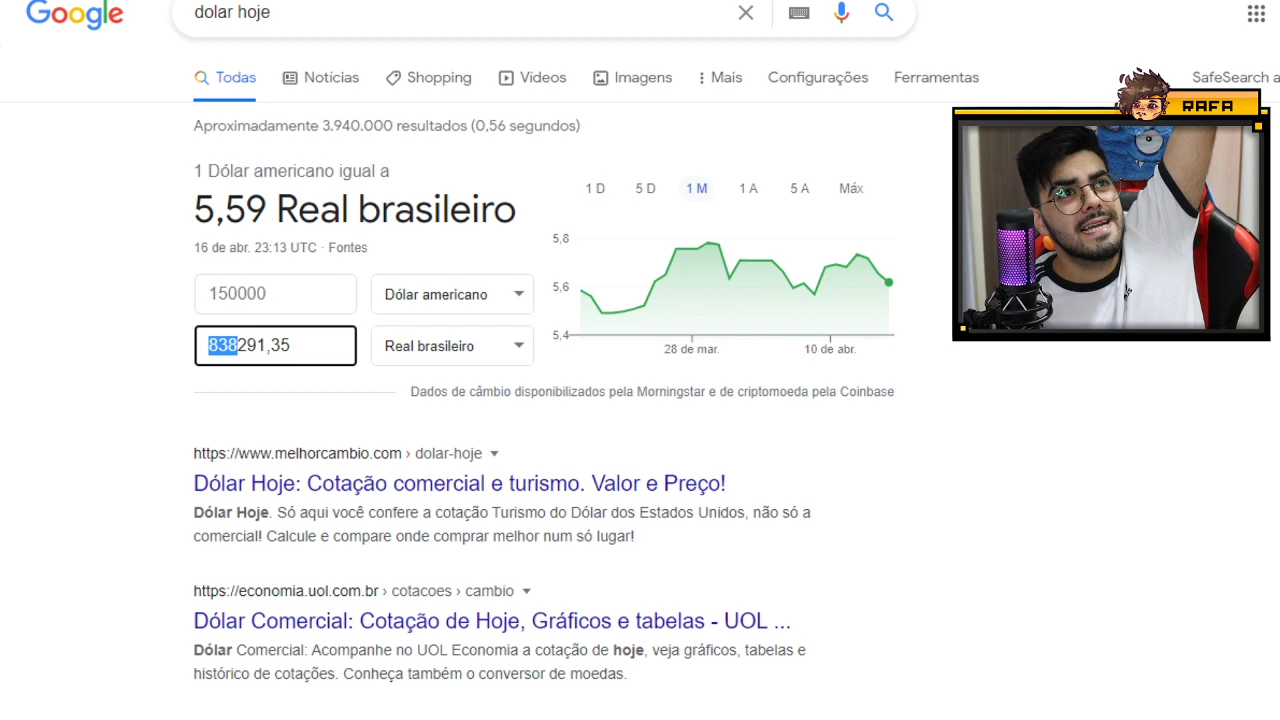 Google
dolar hoje
Todas
Notícias
Shopping
Vídeos
Imagens
Mais
Configurações
Ferramentas
SafeSearch a
RAFA
Aproximadamente 3.940.000 resultados (0,56 segundos)
1 Dólar americano igual a
5,59 Real brasileiro
16 de abr. 23:13 UTC · Fontes
150000
Dólar americano
838291,35
Real brasileiro
1 D
5 D
1 M
1 A
5 A
Máx
5,8
5,6
5,4
28 de mar.
10 de abr.
Dados de câmbio disponibilizados pela Morningstar e de criptomoeda pela Coinbase
https://www.melhorcambio.com › dolar-hoje
Dólar Hoje: Cotação comercial e turismo. Valor e Preço!
Dólar Hoje. Só aqui você confere a cotação Turismo do Dólar dos Estados Unidos, não só a
comercial! Calcule e compare onde comprar melhor num só lugar!
https://economia.uol.com.br › cotacoes › cambio
Dólar Comercial: Cotação de Hoje, Gráficos e tabelas - UOL ...
Dólar Comercial: Acompanhe no UOL Economia a cotação de hoje, veja gráficos, tabelas e
histórico de cotações. Conheça também o conversor de moedas.